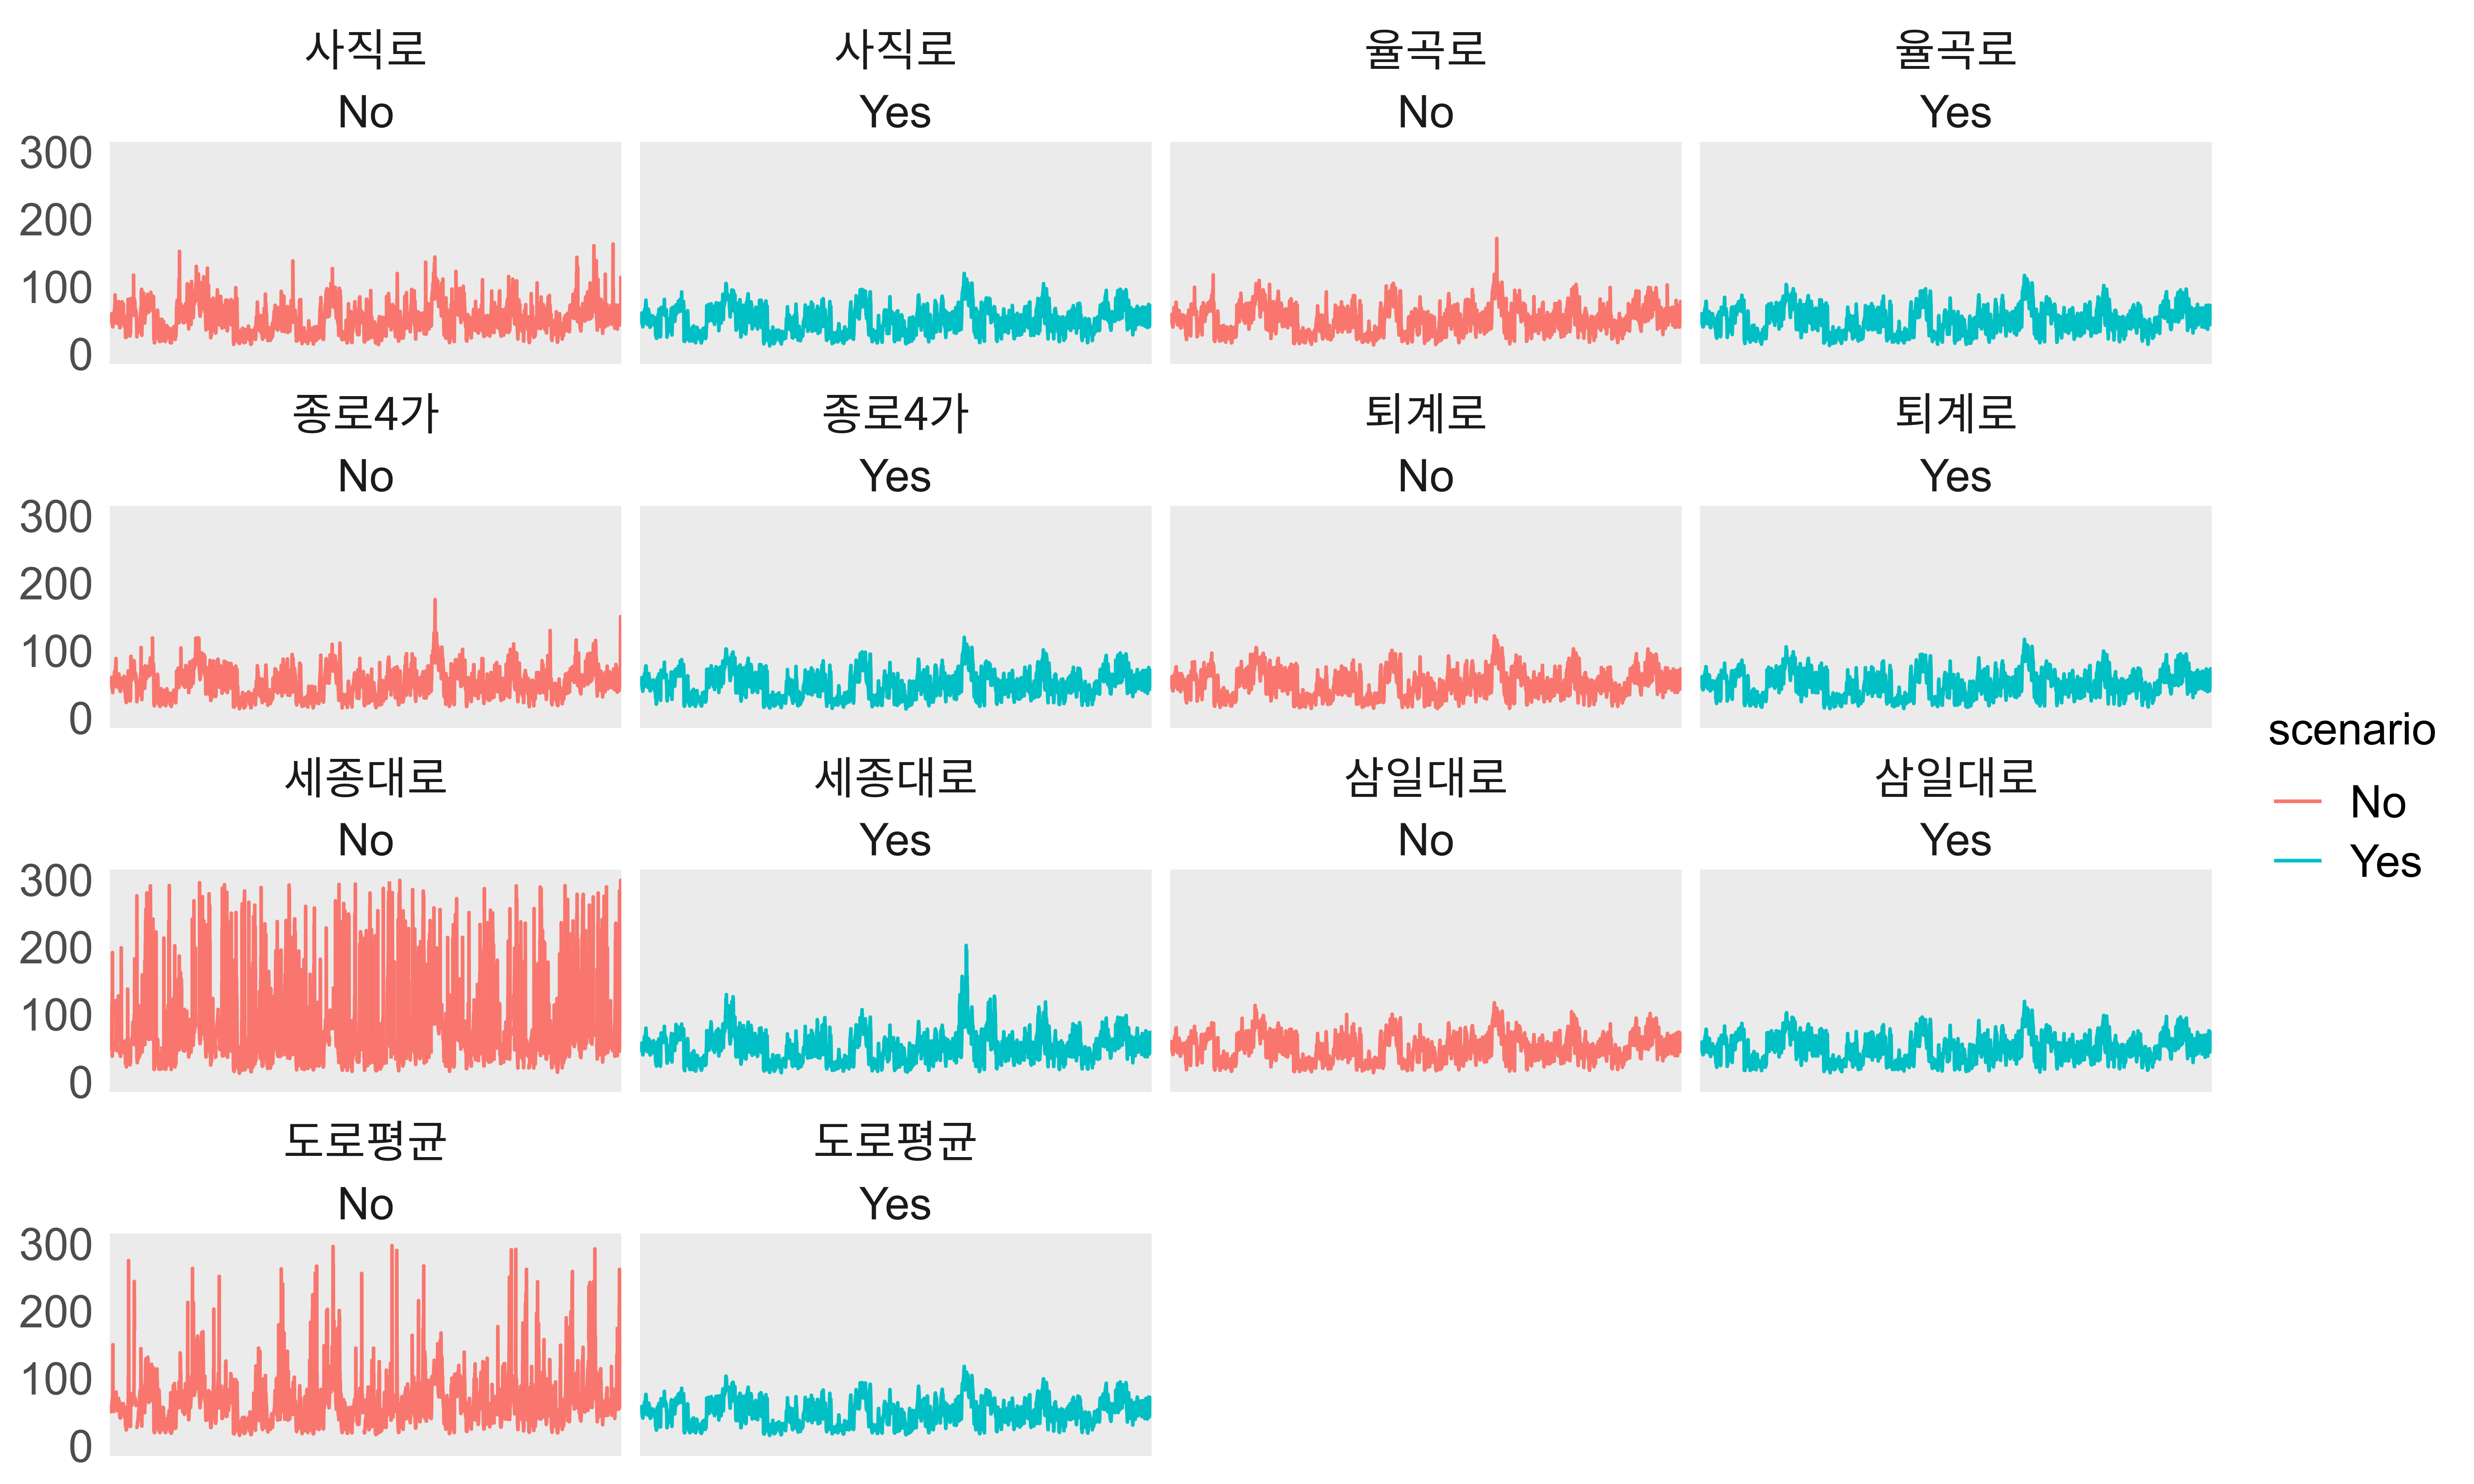 사직로 사직로 율곡로 율곡로
No Yes No Yes
300
200
100
0
종로4가 종로4가 퇴계로 퇴계로
No Yes No Yes
300
200
100
0
세종대로 세종대로 삼일대로 삼일대로
No Yes No Yes
300
200
100
0
도로평균 도로평균
No Yes
300
200
100
0
scenario
No
Yes